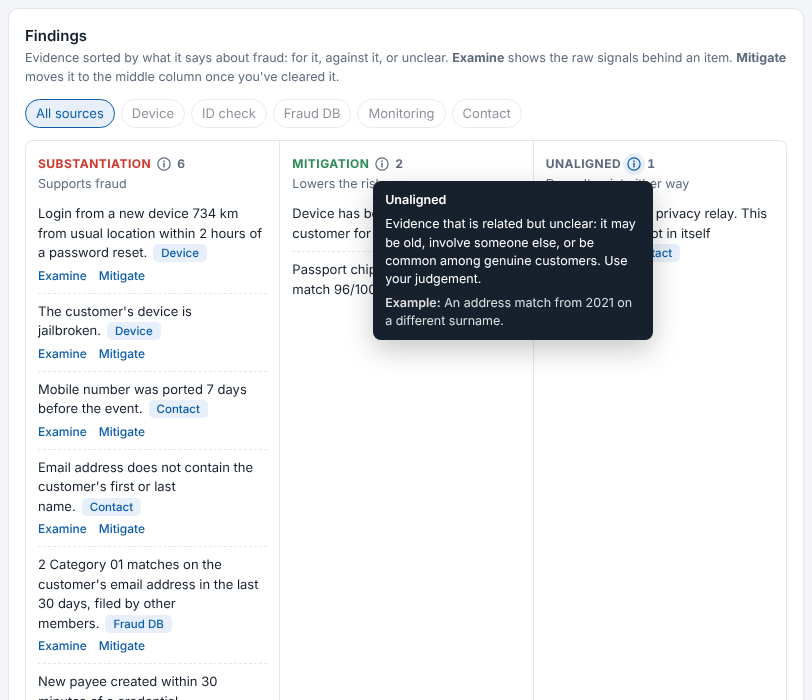 Findings
Evidence sorted by what it says about fraud: for it, against it, or unclear. Examine shows the raw signals behind an item. Mitigate
moves it to the middle column once you've cleared it.
All sources
Device
ID check
Fraud DB
Monitoring
Contact
SUBSTANTIATION 6
Supports fraud
Login from a new device 734 km
from usual location within 2 hours of
a password reset. Device
Examine Mitigate
The customer's device is
jailbroken. Device
Examine Mitigate
Mobile number was ported 7 days
before the event. Contact
Examine Mitigate
Email address does not contain the
customer's first or last
name. Contact
Examine Mitigate
2 Category 01 matches on the
customer's email address in the last
30 days, filed by other
members. Fraud DB
Examine Mitigate
New payee created within 30
MITIGATION 2
Lowers the
Device has
customer for
Passport chip
match 96/100
UNALIGNED 1
way
privacy relay. This
in itself
Unaligned
Evidence that is related but unclear: it may
be old, involve someone else, or be
common among genuine customers. Use
your judgement.
Example: An address match from 2021 on
a different surname.